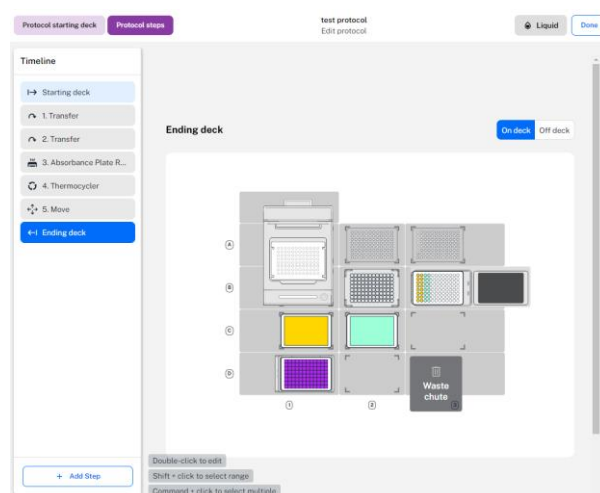 Protocol starting deck
Protocol steps
test protocol
Edit protocol
Liquid
Done
Timeline
Starting deck
1. Transfer
2. Transfer
3. Absorbance Plate R...
4. Thermocycler
5. Move
Ending deck
Ending deck
On deck
Off deck
A
B
C
D
Waste
chute
1
2
3
+ Add Step
Double-click to edit
Shift + click to select range
Command + click to select multiple